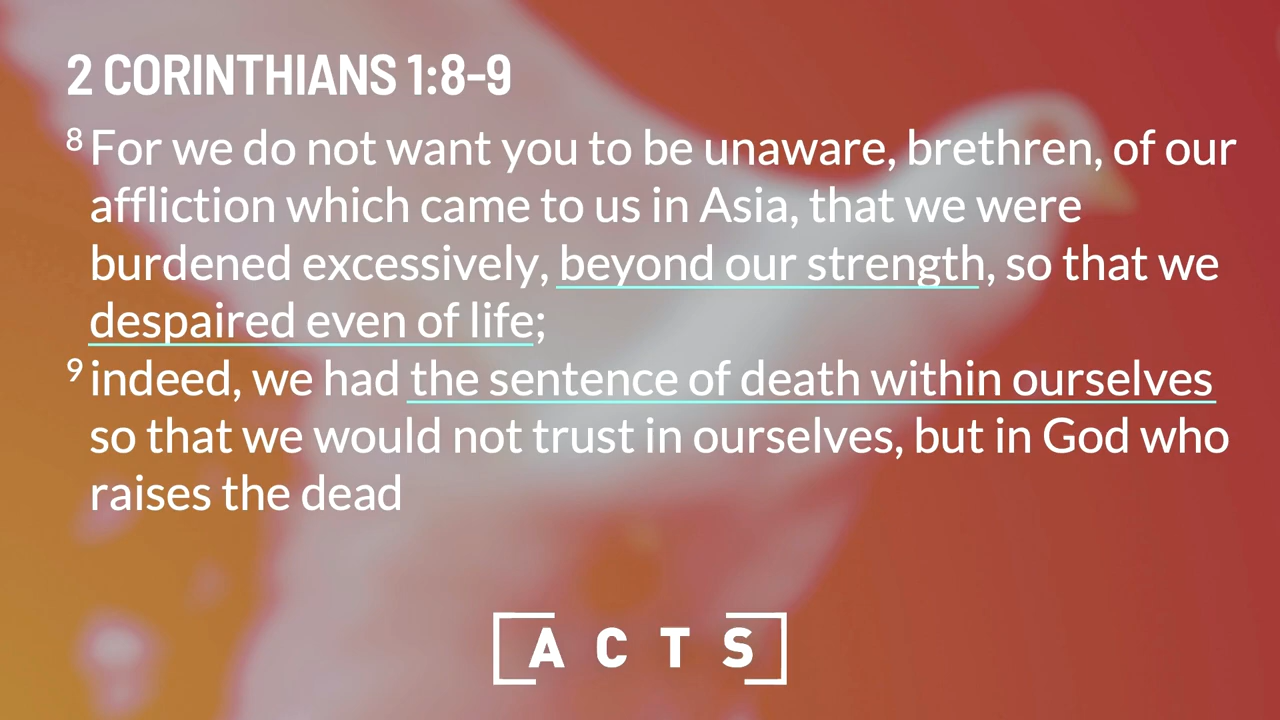 2 CORINTHIANS 1:8-9
8 For we do not want you to be unaware, brethren, of our
affliction which came to us in Asia, that we were
burdened excessively, beyond our strength, so that we
despaired even of life;
9 indeed, we had the sentence of death within ourselves
so that we would not trust in ourselves, but in God who
raises the dead
ACTS